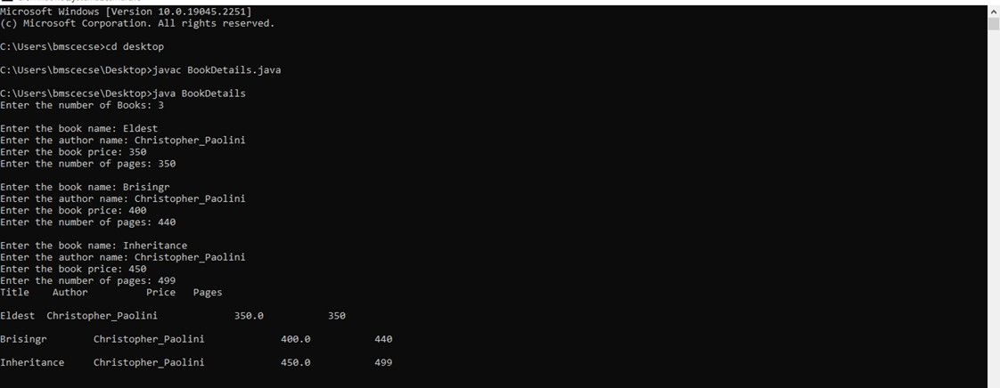 Microsoft Windows [Version 10.0.19045.2251]
(c) Microsoft Corporation. All rights reserved.
C:\Users\bmscecse>cd desktop
C:\Users\bmscecse\Desktop>javac BookDetails.java
C:\Users\bmscecse\Desktop>java BookDetails
Enter the number of Books: 3
Enter the book name: Eldest
Enter the author name: Christopher_Paolini
Enter the book price: 350
Enter the number of pages: 350
Enter the book name: Brisingr
Enter the author name: Christopher_Paolini
Enter the book price: 400
Enter the number of pages: 440
Enter the book name: Inheritance
Enter the author name: Christopher_Paolini
Enter the book price: 450
Enter the number of pages: 499
Title    Author          Price   Pages
Eldest  Christopher_Paolini             350.0           350
Brisingr        Christopher_Paolini             400.0           440
Inheritance     Christopher_Paolini             450.0           499